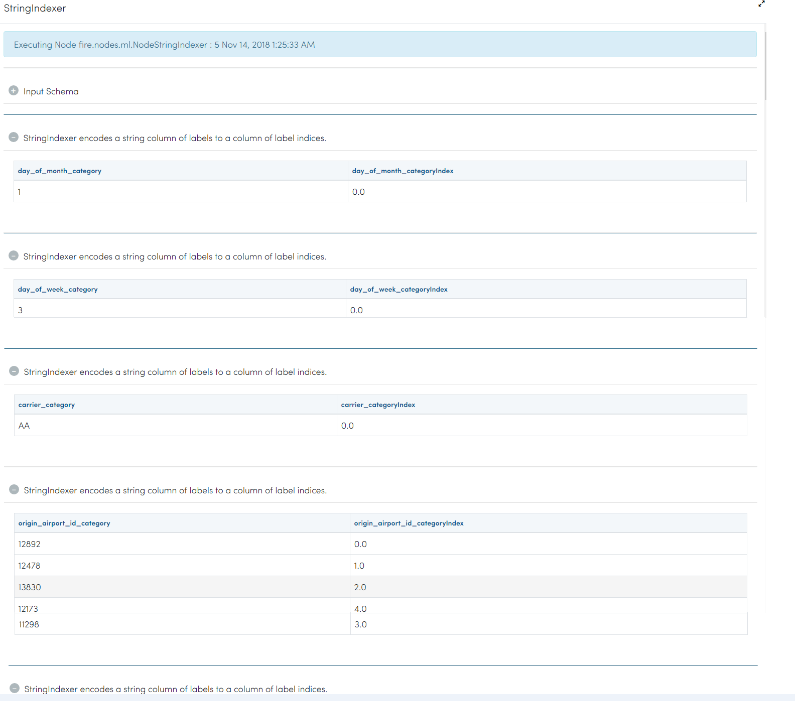 StringIndexer
Executing Node fire.nodes.ml.NodeStringIndexer : 5 Nov 14, 2018 1:25:33 AM
Input Schema
StringIndexer encodes a string column of labels to a column of label indices.
day_of_month_category day_of_month_categoryIndex
1 0.0
StringIndexer encodes a string column of labels to a column of label indices.
day_of_week_category day_of_week_categoryIndex
3 0.0
StringIndexer encodes a string column of labels to a column of label indices.
carrier_category carrier_categoryIndex
AA 0.0
StringIndexer encodes a string column of labels to a column of label indices.
origin_airport_id_category origin_airport_id_categoryIndex
12892 0.0
12478 1.0
13830 2.0
12173 4.0
11298 3.0
StringIndexer encodes a string column of labels to a column of label indices.